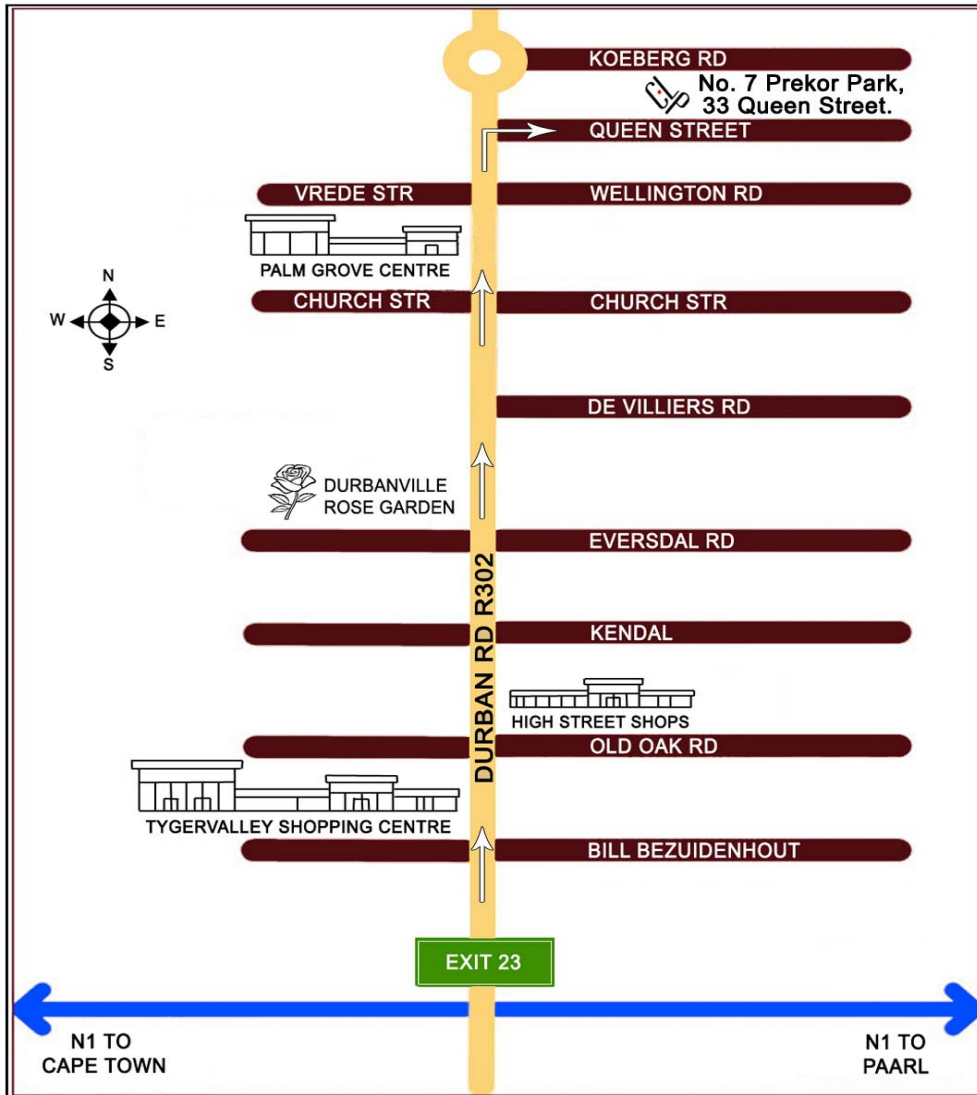 KOEBERG RD
No. 7 Prekor Park,
33 Queen Street.
QUEEN STREET
VREDE STR
WELLINGTON RD
PALM GROVE CENTRE
N
W
E
S
CHURCH STR
CHURCH STR
DE VILLIERS RD
DURBANVILLE
ROSE GARDEN
EVERSDAL RD
DURBAN RD R302
KENDAL
HIGH STREET SHOPS
OLD OAK RD
TYGERVALLEY SHOPPING CENTRE
BILL BEZUIDENHOUT
EXIT 23
N1 TO
CAPE TOWN
N1 TO
PAARL